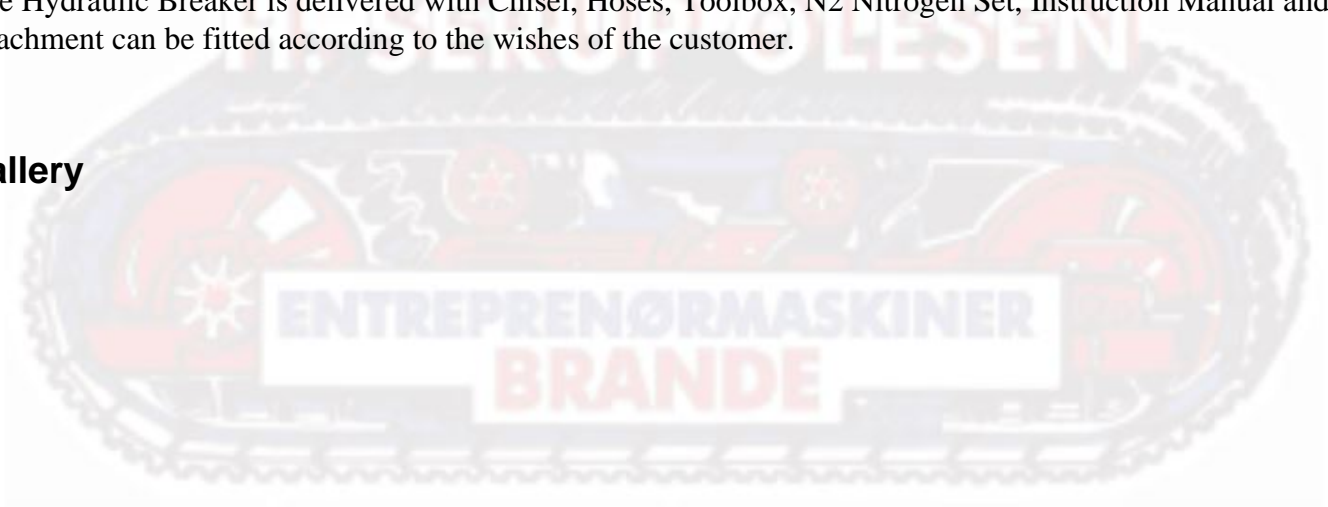 e Hydraulic Breaker is delivered with Chisel, Hoses, Toolbox, N2 Nitrogen Set, Instruction Manual and
achment can be fitted according to the wishes of the customer.
H. SERUP OLESEN
allery
ENTREPRENØRMASKINER
BRANDE